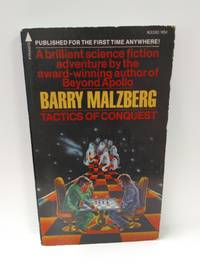 PUBLISHED FOR THE FIRST TIME ANYWHERE!
A brilliant science fiction
adventure by the
award-winning author of
Beyond Apollo
BARRY MALZBERG
TACTICS OF CONQUEST